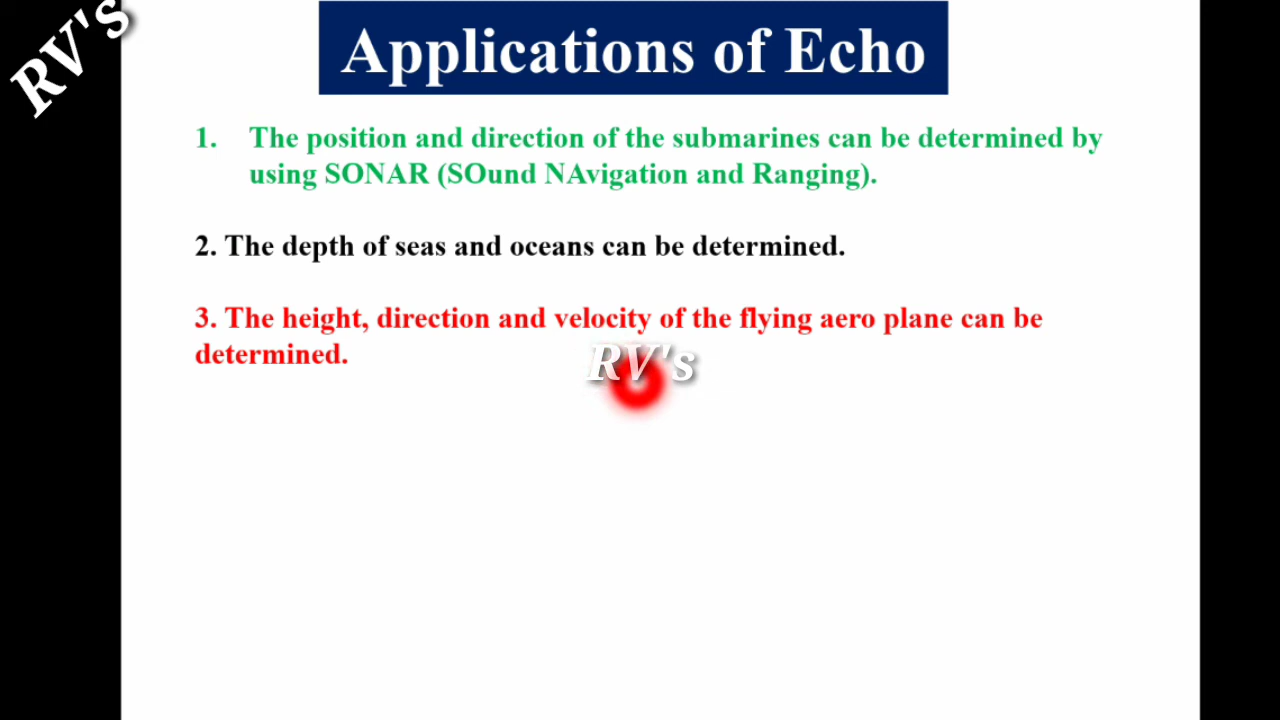 RV's
Applications of Echo
1. The position and direction of the submarines can be determined by
using SONAR (SOund NAvigation and Ranging).
2. The depth of seas and oceans can be determined.
3. The height, direction and velocity of the flying aero plane can be
determined.
RV's